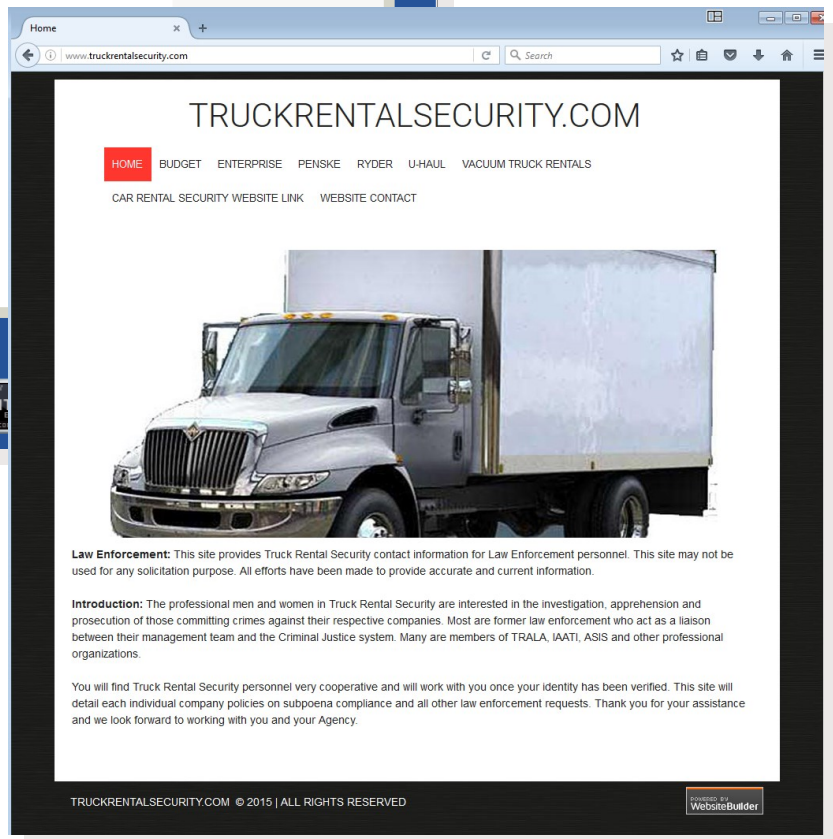 Home
www.truckrentalsecurity.com
Search
TRUCKRENTALSECURITY.COM
HOME BUDGET ENTERPRISE PENSKE RYDER U-HAUL VACUUM TRUCK RENTALS
CAR RENTAL SECURITY WEBSITE LINK WEBSITE CONTACT
Law Enforcement: This site provides Truck Rental Security contact information for Law Enforcement personnel. This site may not be
used for any solicitation purpose. All efforts have been made to provide accurate and current information.
Introduction: The professional men and women in Truck Rental Security are interested in the investigation, apprehension and
prosecution of those committing crimes against their respective companies. Most are former law enforcement who act as a liaison
between their management team and the Criminal Justice system. Many are members of TRALA, IAATI, ASIS and other professional
organizations.
You will find Truck Rental Security personnel very cooperative and will work with you once your identity has been verified. This site will
detail each individual company policies on subpoena compliance and all other law enforcement requests. Thank you for your assistance
and we look forward to working with you and your Agency.
TRUCKRENTALSECURITY.COM © 2015 | ALL RIGHTS RESERVED
POWERED BY
WebsiteBuilder